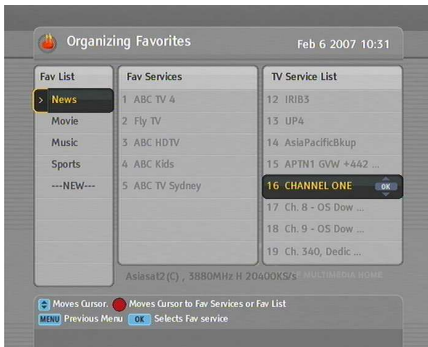 Organizing Favorites
Feb 6 2007 10:31
Fav List
> News
Movie
Music
Sports
---NEW---
Fav Services
1 ABC TV 4
2 Fly TV
3 ABC HDTV
4 ABC Kids
5 ABC TV Sydney
TV Service List
12 IRIB3
13 UP4
14 AsiaPacificBkup
15 APTN1 GVW +442 ...
16 CHANNEL ONE OK
17 Ch. 8 - OS Dow ...
18 Ch. 9 - OS Dow ...
19 Ch. 340, Dedic ...
Asiasat2 (C) , 3880MHz H 20400KS/s
MULTIMEDIA HOME
Moves Cursor. Moves Cursor to Fav Services or Fav List
MENU Previous Menu OK Selects Fav service